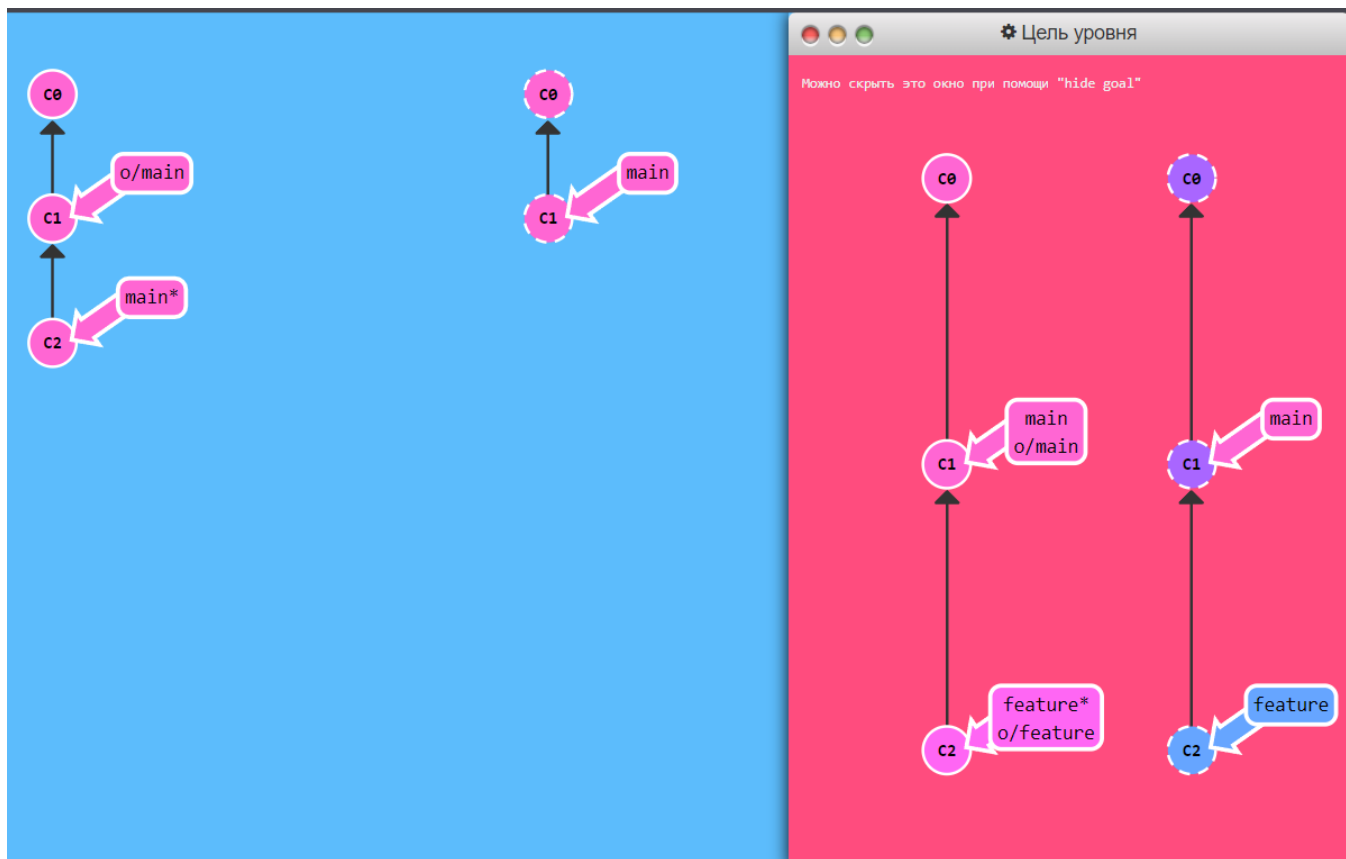 C0
o/main
C1
main*
C2
C0
main
C1
Цель уровня
Можно скрыть это окно при помощи "hide goal"
C0
main
o/main
C1
feature*
o/feature
C2
C0
main
C1
feature
C2